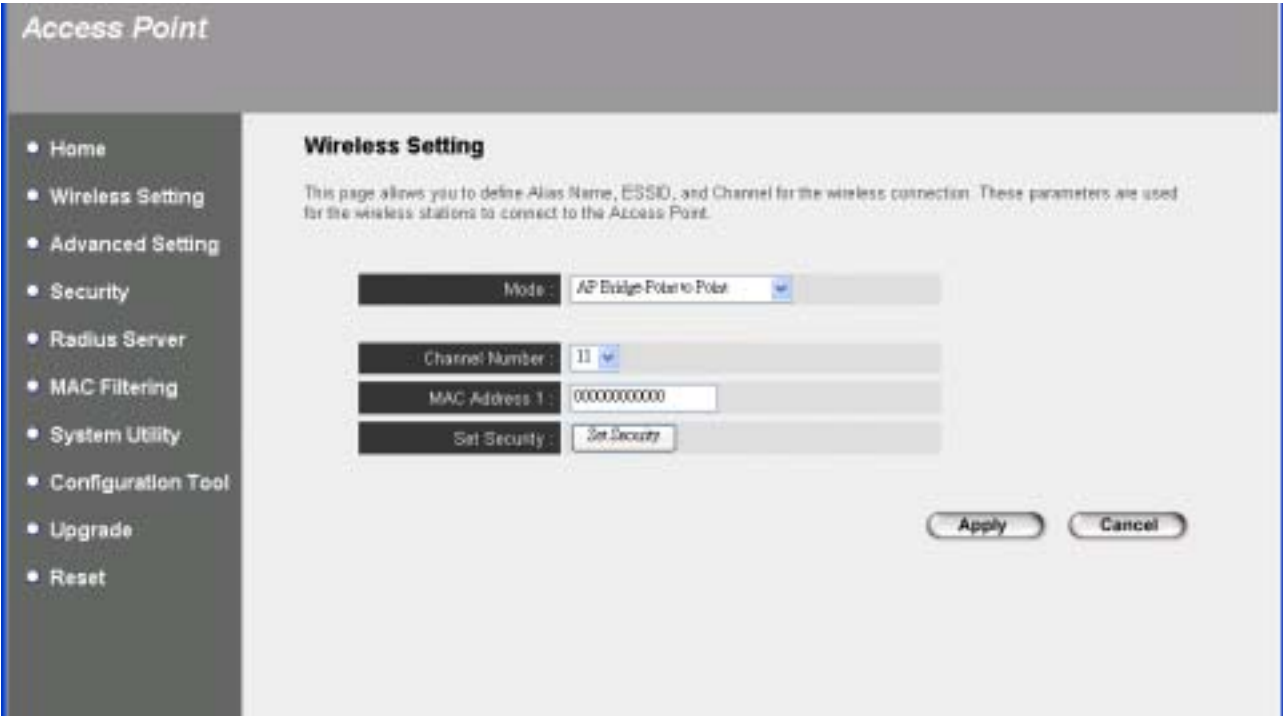 Access Point
Home
Wireless Setting
Advanced Setting
Security
Radius Server
MAC Filtering
System Utility
Configuration Tool
Upgrade
Reset
Wireless Setting
This page allows you to define Alias Name, ESSID, and Channel for the wireless connection. These parameters are used
for the wireless stations to connect to the Access Point.
Mode : AP Bridge-Point to Point
Channel Number : 11
MAC Address 1 : 000000000000
Set Security : Set Security
Apply Cancel